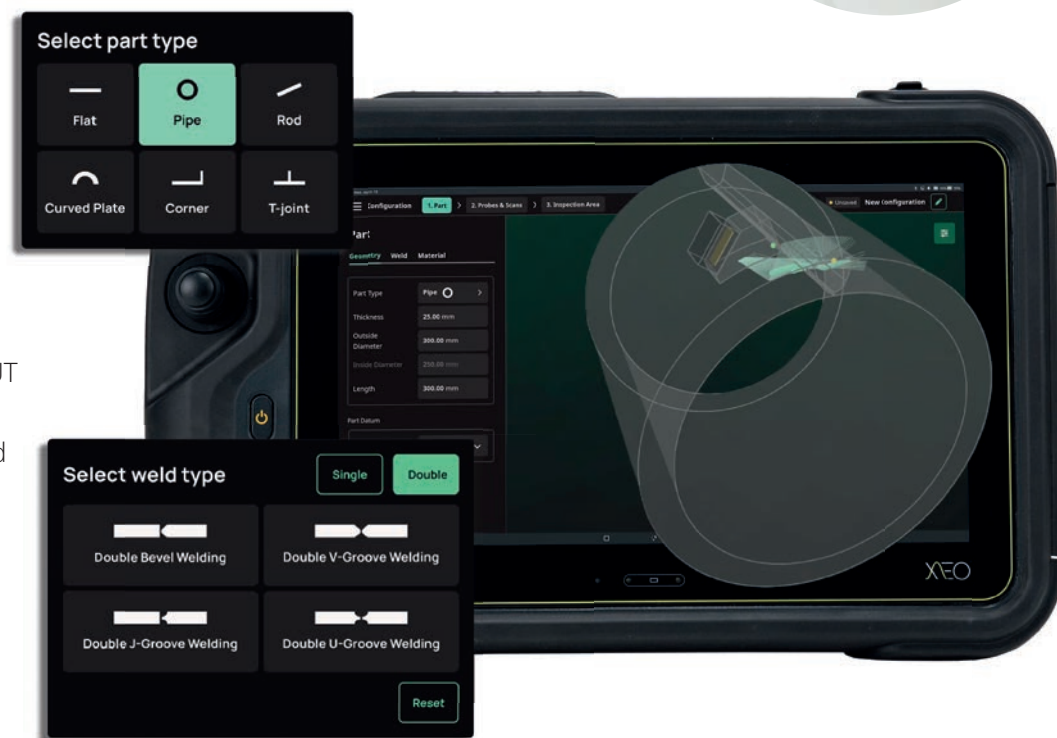 Select part type
Flat
Pipe
Rod
Curved Plate
Corner
T-joint
Configuration
1. Part
2. Probes & Scans
3. Inspection Area
Unsaved
New Configuration
Part
Geometry Weld Material
Part Type Pipe
Thickness 25.00 mm
Outside
Diameter
300.00 mm
Inside Diameter 250.00 mm
Length 300.00 mm
Part Datum
UT
d
Select weld type
Single
Double
Double Bevel Welding
Double V-Groove Welding
Double J-Groove Welding
Double U-Groove Welding
Reset
XEO